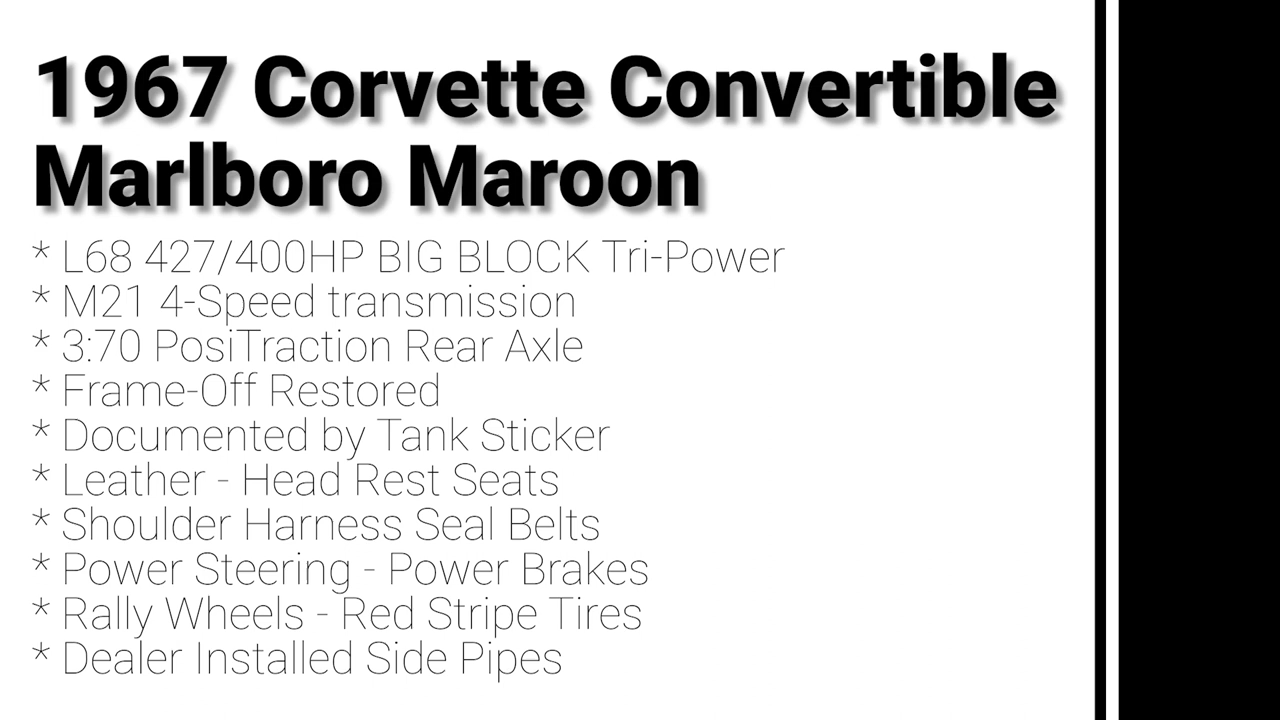 1967 Corvette Convertible
Marlboro Maroon
* L68 427/400HP BIG BLOCK Tri-Power
* M21 4-Speed transmission
* 3:70 PosiTraction Rear Axle
* Frame-Off Restored
* Documented by Tank Sticker
* Leather - Head Rest Seats
* Shoulder Harness Seal Belts
* Power Steering - Power Brakes
* Rally Wheels - Red Stripe Tires
* Dealer Installed Side Pipes